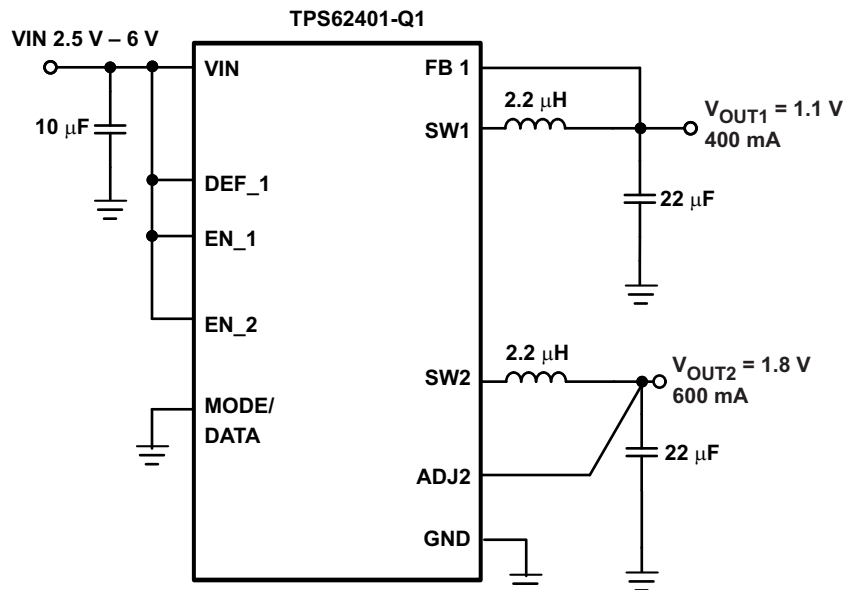 TPS62401-Q1
VIN 2.5 V – 6 V
VIN
FB 1
2.2 μH
VOUT1 = 1.1 V
400 mA
10 μF
SW1
DEF_1
22 μF
EN_1
EN_2
2.2 μH
VOUT2 = 1.8 V
600 mA
SW2
MODE/
DATA
22 μF
ADJ2
GND